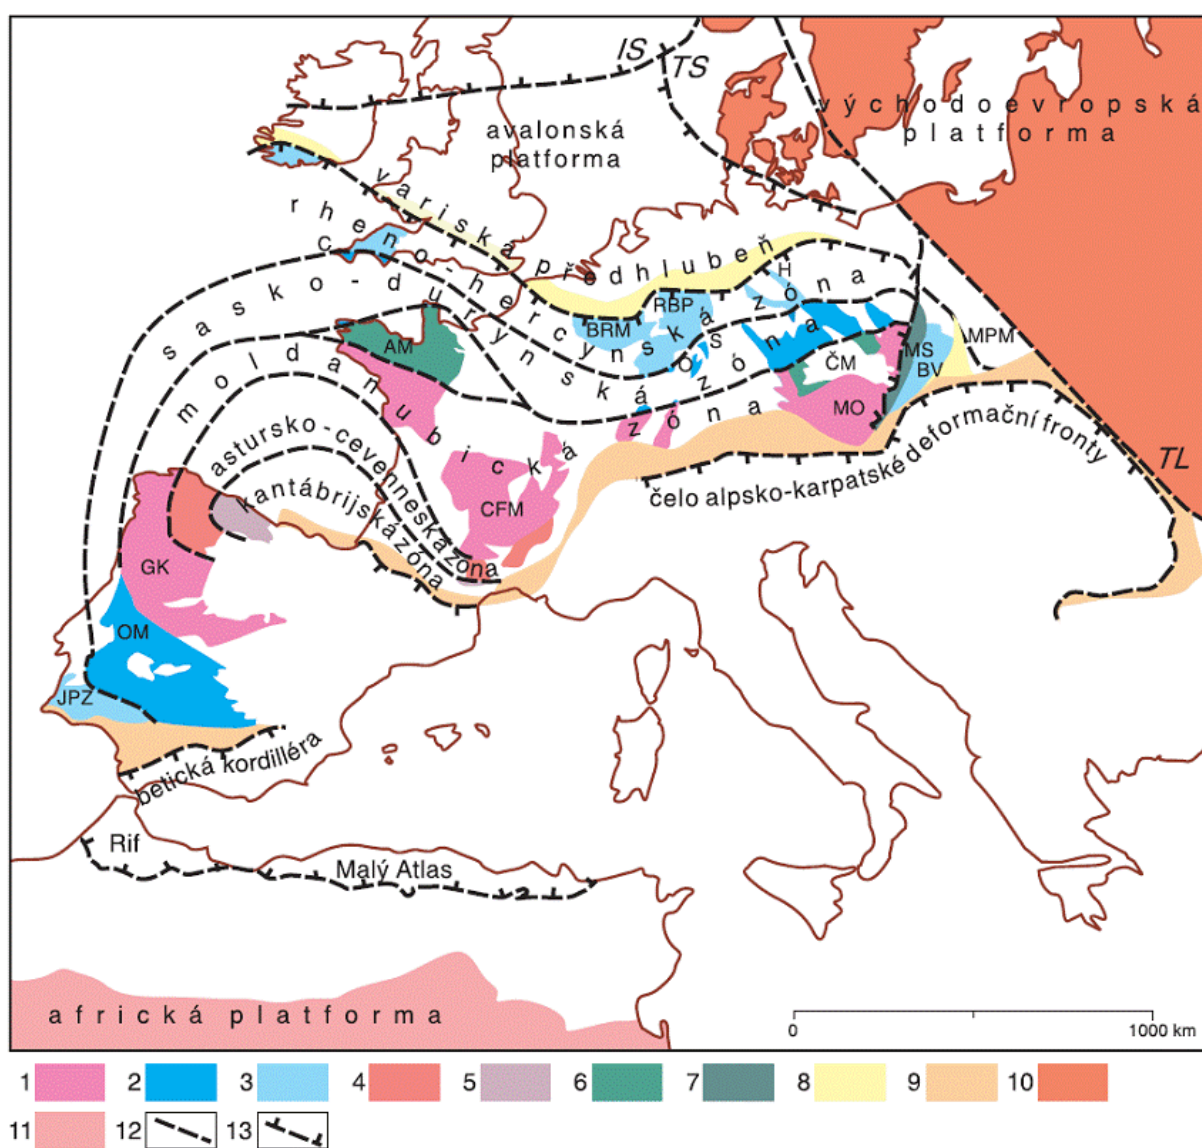 IS
TS
východoevropská
platforma
avalonská
platforma
variská předhlubeň
rheno-hercynská zóna
C
H
sasko-durynská zóna
RBP
BRM
S
O
AM
MPM
MS
BV
ČM
MO
moldanubická zóna
astursko-cevenneská zóna
kantábrijská zóna
čelo alpsko-karpatské deformační fronty
TL
CFM
GK
OM
JPZ
betická kordilléra
Rif
Malý Atlas
africká platforma
0 1000 km
1 2 3 4 5 6 7 8 9 10
11 12 13